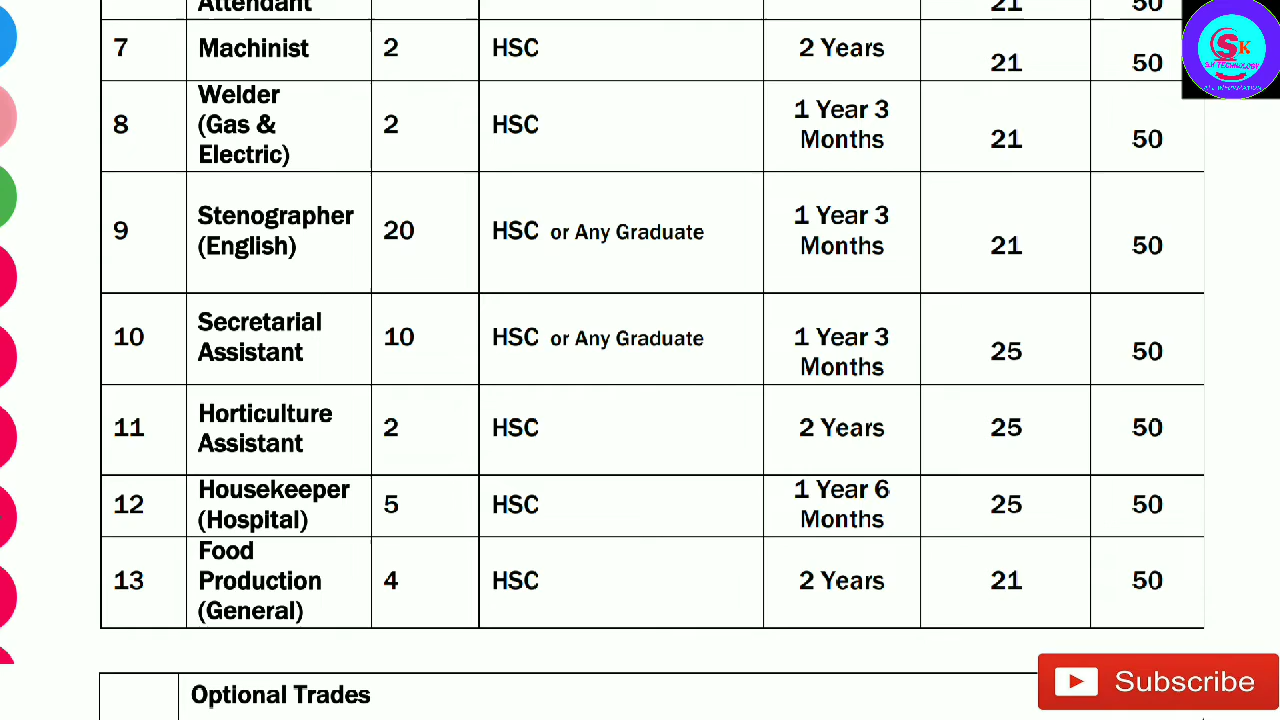 Attendant 21 50
7 Machinist 2 HSC 2 Years 21 50
8 Welder (Gas & Electric) 2 HSC 1 Year 3 Months 21 50
9 Stenographer (English) 20 HSC or Any Graduate 1 Year 3 Months 21 50
10 Secretarial Assistant 10 HSC or Any Graduate 1 Year 3 Months 25 50
11 Horticulture Assistant 2 HSC 2 Years 25 50
12 Housekeeper (Hospital) 5 HSC 1 Year 6 Months 25 50
13 Food Production (General) 4 HSC 2 Years 21 50
Optional Trades
SK
S.K TECHNOLOGY
ALL INFORMATION
Subscribe